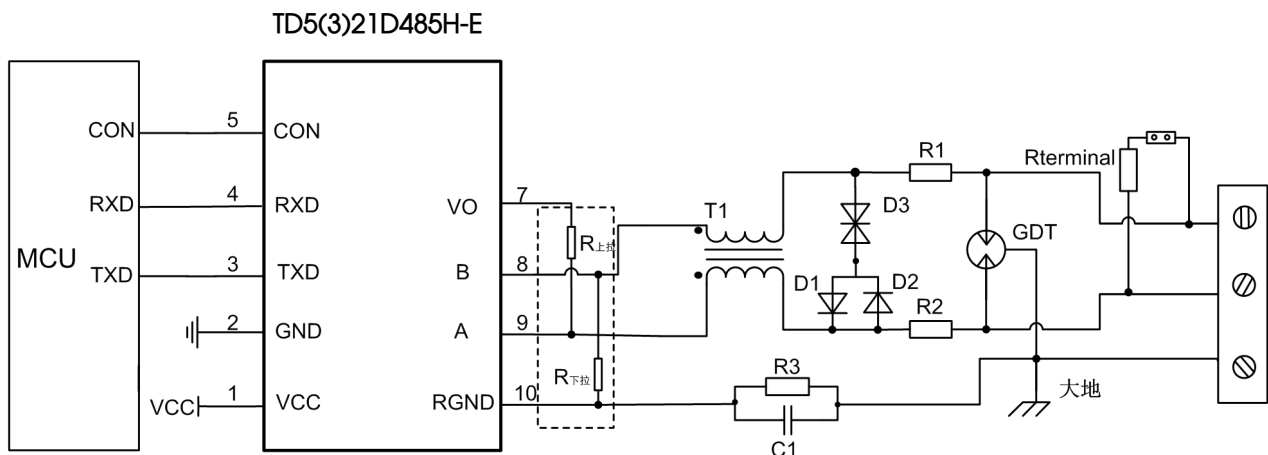 TD5(3)21D485H-E
MCU
CON
RXD
TXD
5
4
3
2
1
VCC
CON
RXD
TXD
GND
VCC
VO
B
A
RGND
7
8
9
10
R上拉
R下拉
T1
D3
D1
D2
R1
R2
GDT
Rterminal
R3
C1
大地